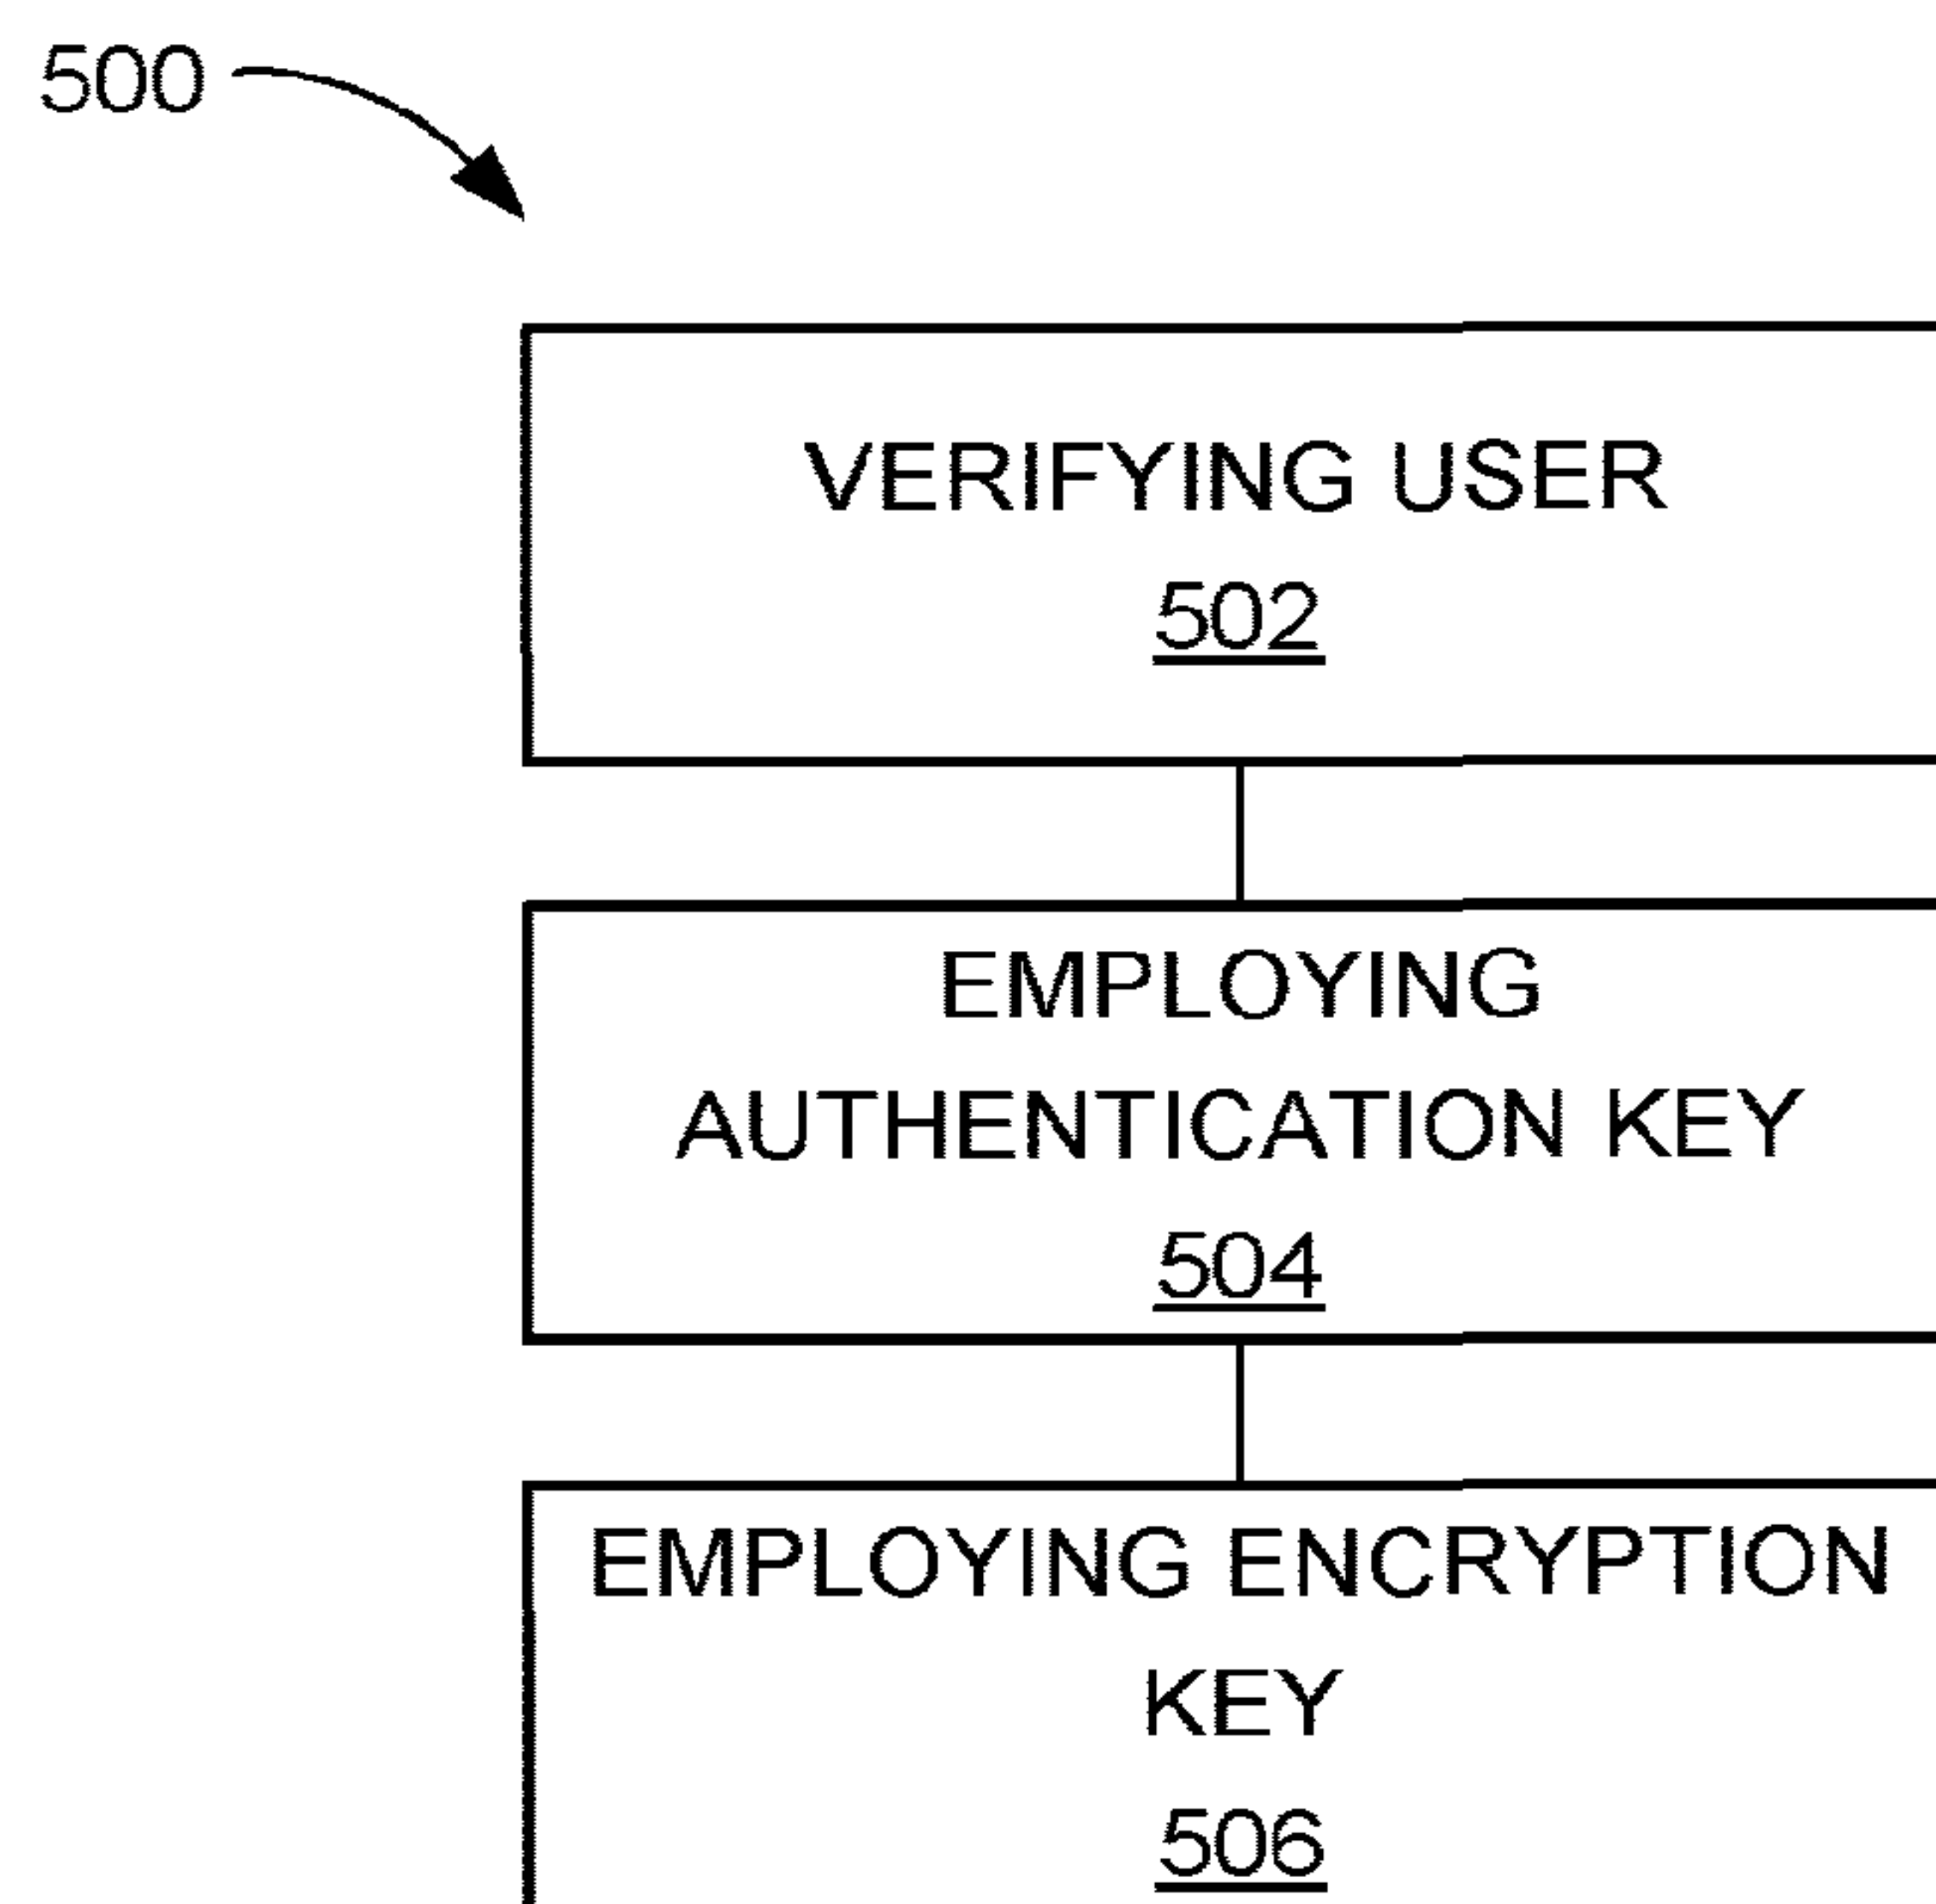 500
VERIFYING USER
502
EMPLOYING
AUTHENTICATION KEY
504
EMPLOYING ENCRYPTION
KEY
506